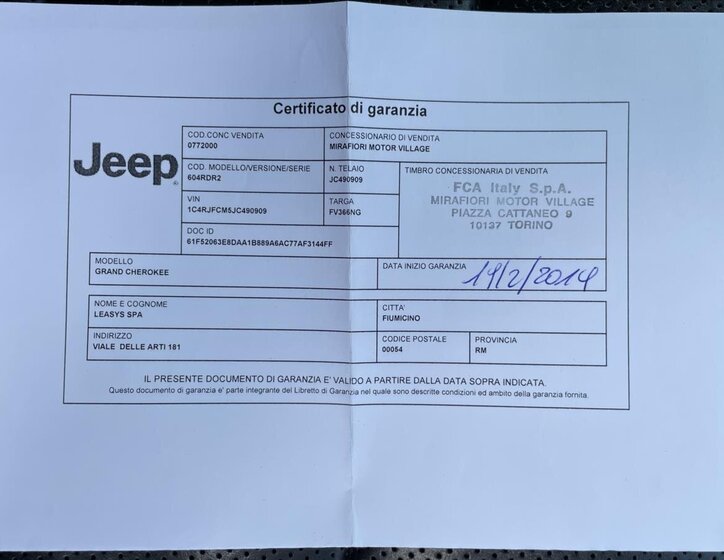 Certificato di garanzia
Jeep
COD.CONC VENDITA
0772000
CONCESSIONARIO DI VENDITA
MIRAFIORI MOTOR VILLAGE
COD. MODELLO/VERSIONE/SERIE
604RDR2
N. TELAIO
JC490909
TIMBRO CONCESSIONARIA DI VENDITA
FCA Italy S.p.A.
MIRAFIORI MOTOR VILLAGE
PIAZZA CATTANEO 9
10137 TORINO
VIN
1C4RJFCM5JC490909
TARGA
FV366NG
DOC ID
61F52063E8DAA1B889A6AC77AF3144FF
MODELLO
GRAND CHEROKEE
DATA INIZIO GARANZIA 19/2/2019
NOME E COGNOME
LEASYS SPA
CITTA'
FIUMICINO
INDIRIZZO
VIALE DELLE ARTI 181
CODICE POSTALE
00054
PROVINCIA
RM
IL PRESENTE DOCUMENTO DI GARANZIA E' VALIDO A PARTIRE DALLA DATA SOPRA INDICATA.
Questo documento di garanzia e' parte integrante del Libretto di Garanzia nel quale sono descritte condizioni ed ambito della garanzia fornita.